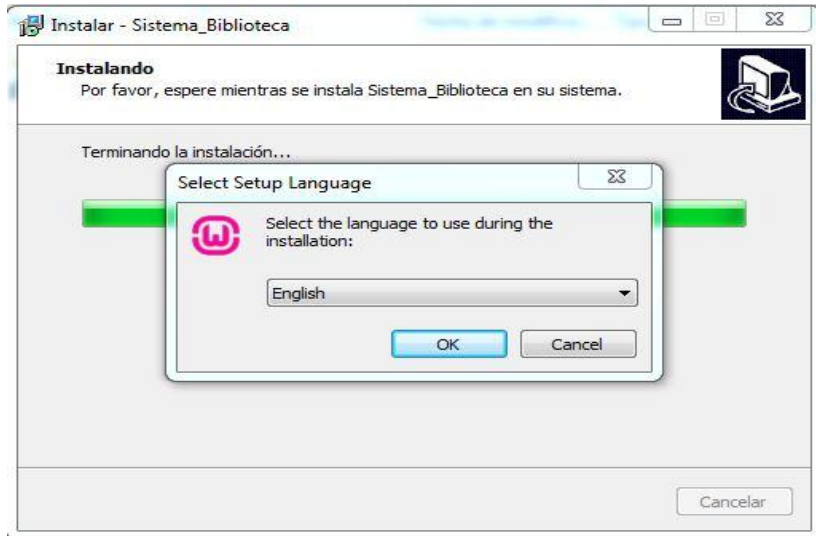 Instalar - Sistema_Biblioteca
Instalando
Por favor, espere mientras se instala Sistema_Biblioteca en su sistema.
Terminando la instalación...
Select Setup Language
Select the language to use during the
installation:
English
OK
Cancel
Cancelar